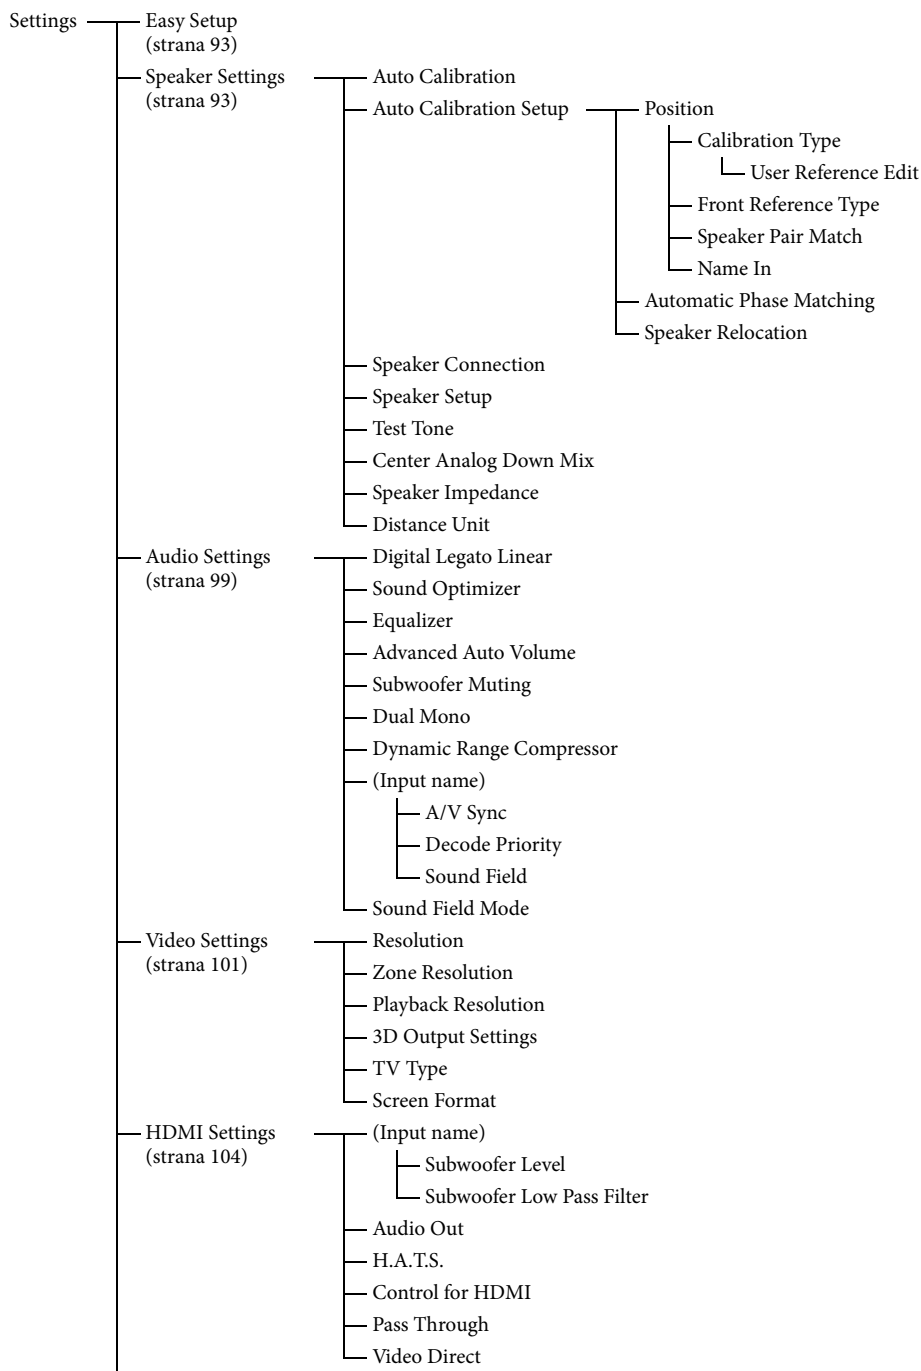 Settings
Easy Setup
(strana 93)
Speaker Settings
(strana 93)
Auto Calibration
Auto Calibration Setup
Position
Calibration Type
User Reference Edit
Front Reference Type
Speaker Pair Match
Name In
Automatic Phase Matching
Speaker Relocation
Speaker Connection
Speaker Setup
Test Tone
Center Analog Down Mix
Speaker Impedance
Distance Unit
Audio Settings
(strana 99)
Digital Legato Linear
Sound Optimizer
Equalizer
Advanced Auto Volume
Subwoofer Muting
Dual Mono
Dynamic Range Compressor
(Input name)
A/V Sync
Decode Priority
Sound Field
Sound Field Mode
Video Settings
(strana 101)
Resolution
Zone Resolution
Playback Resolution
3D Output Settings
TV Type
Screen Format
HDMI Settings
(strana 104)
(Input name)
Subwoofer Level
Subwoofer Low Pass Filter
Audio Out
H.A.T.S.
Control for HDMI
Pass Through
Video Direct